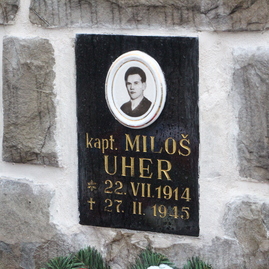 kapt. MILOŠ
UHER
* 22. VII. 1914
† 27. II. 1945